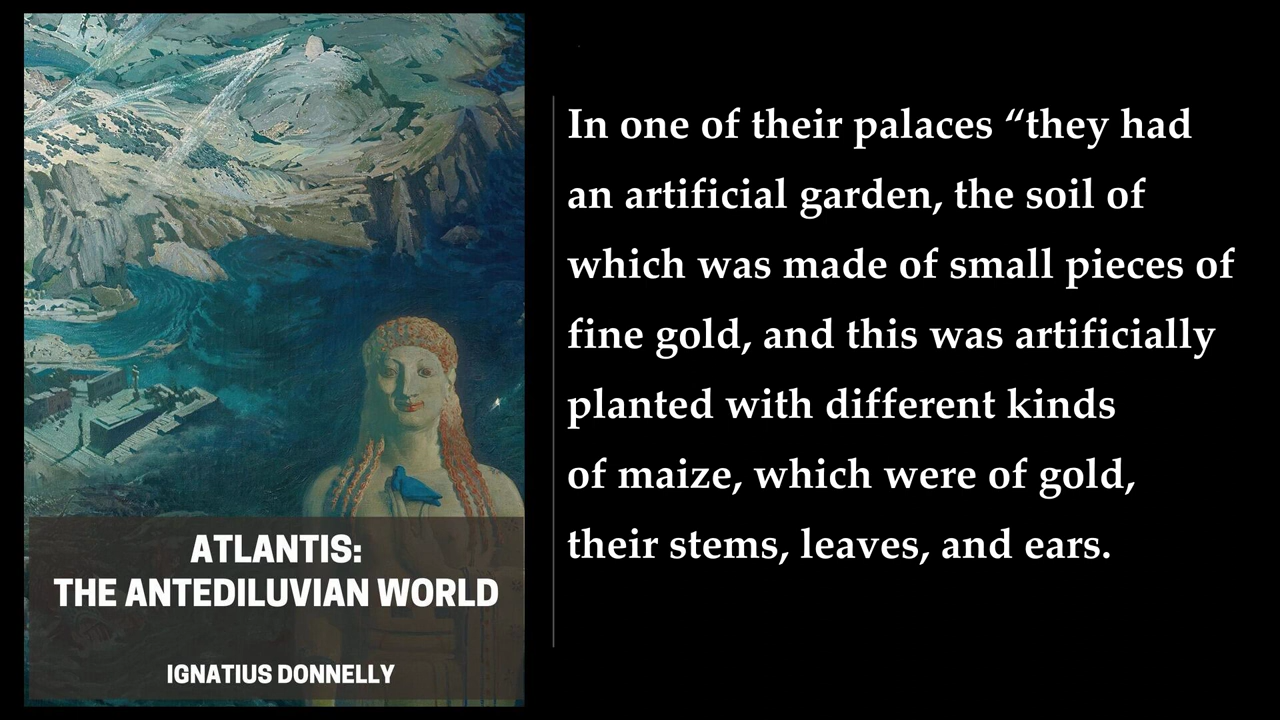 ATLANTIS:
THE ANTEDILUVIAN WORLD
IGNATIUS DONNELLY
In one of their palaces “they had
an artificial garden, the soil of
which was made of small pieces of
fine gold, and this was artificially
planted with different kinds
of maize, which were of gold,
their stems, leaves, and ears.